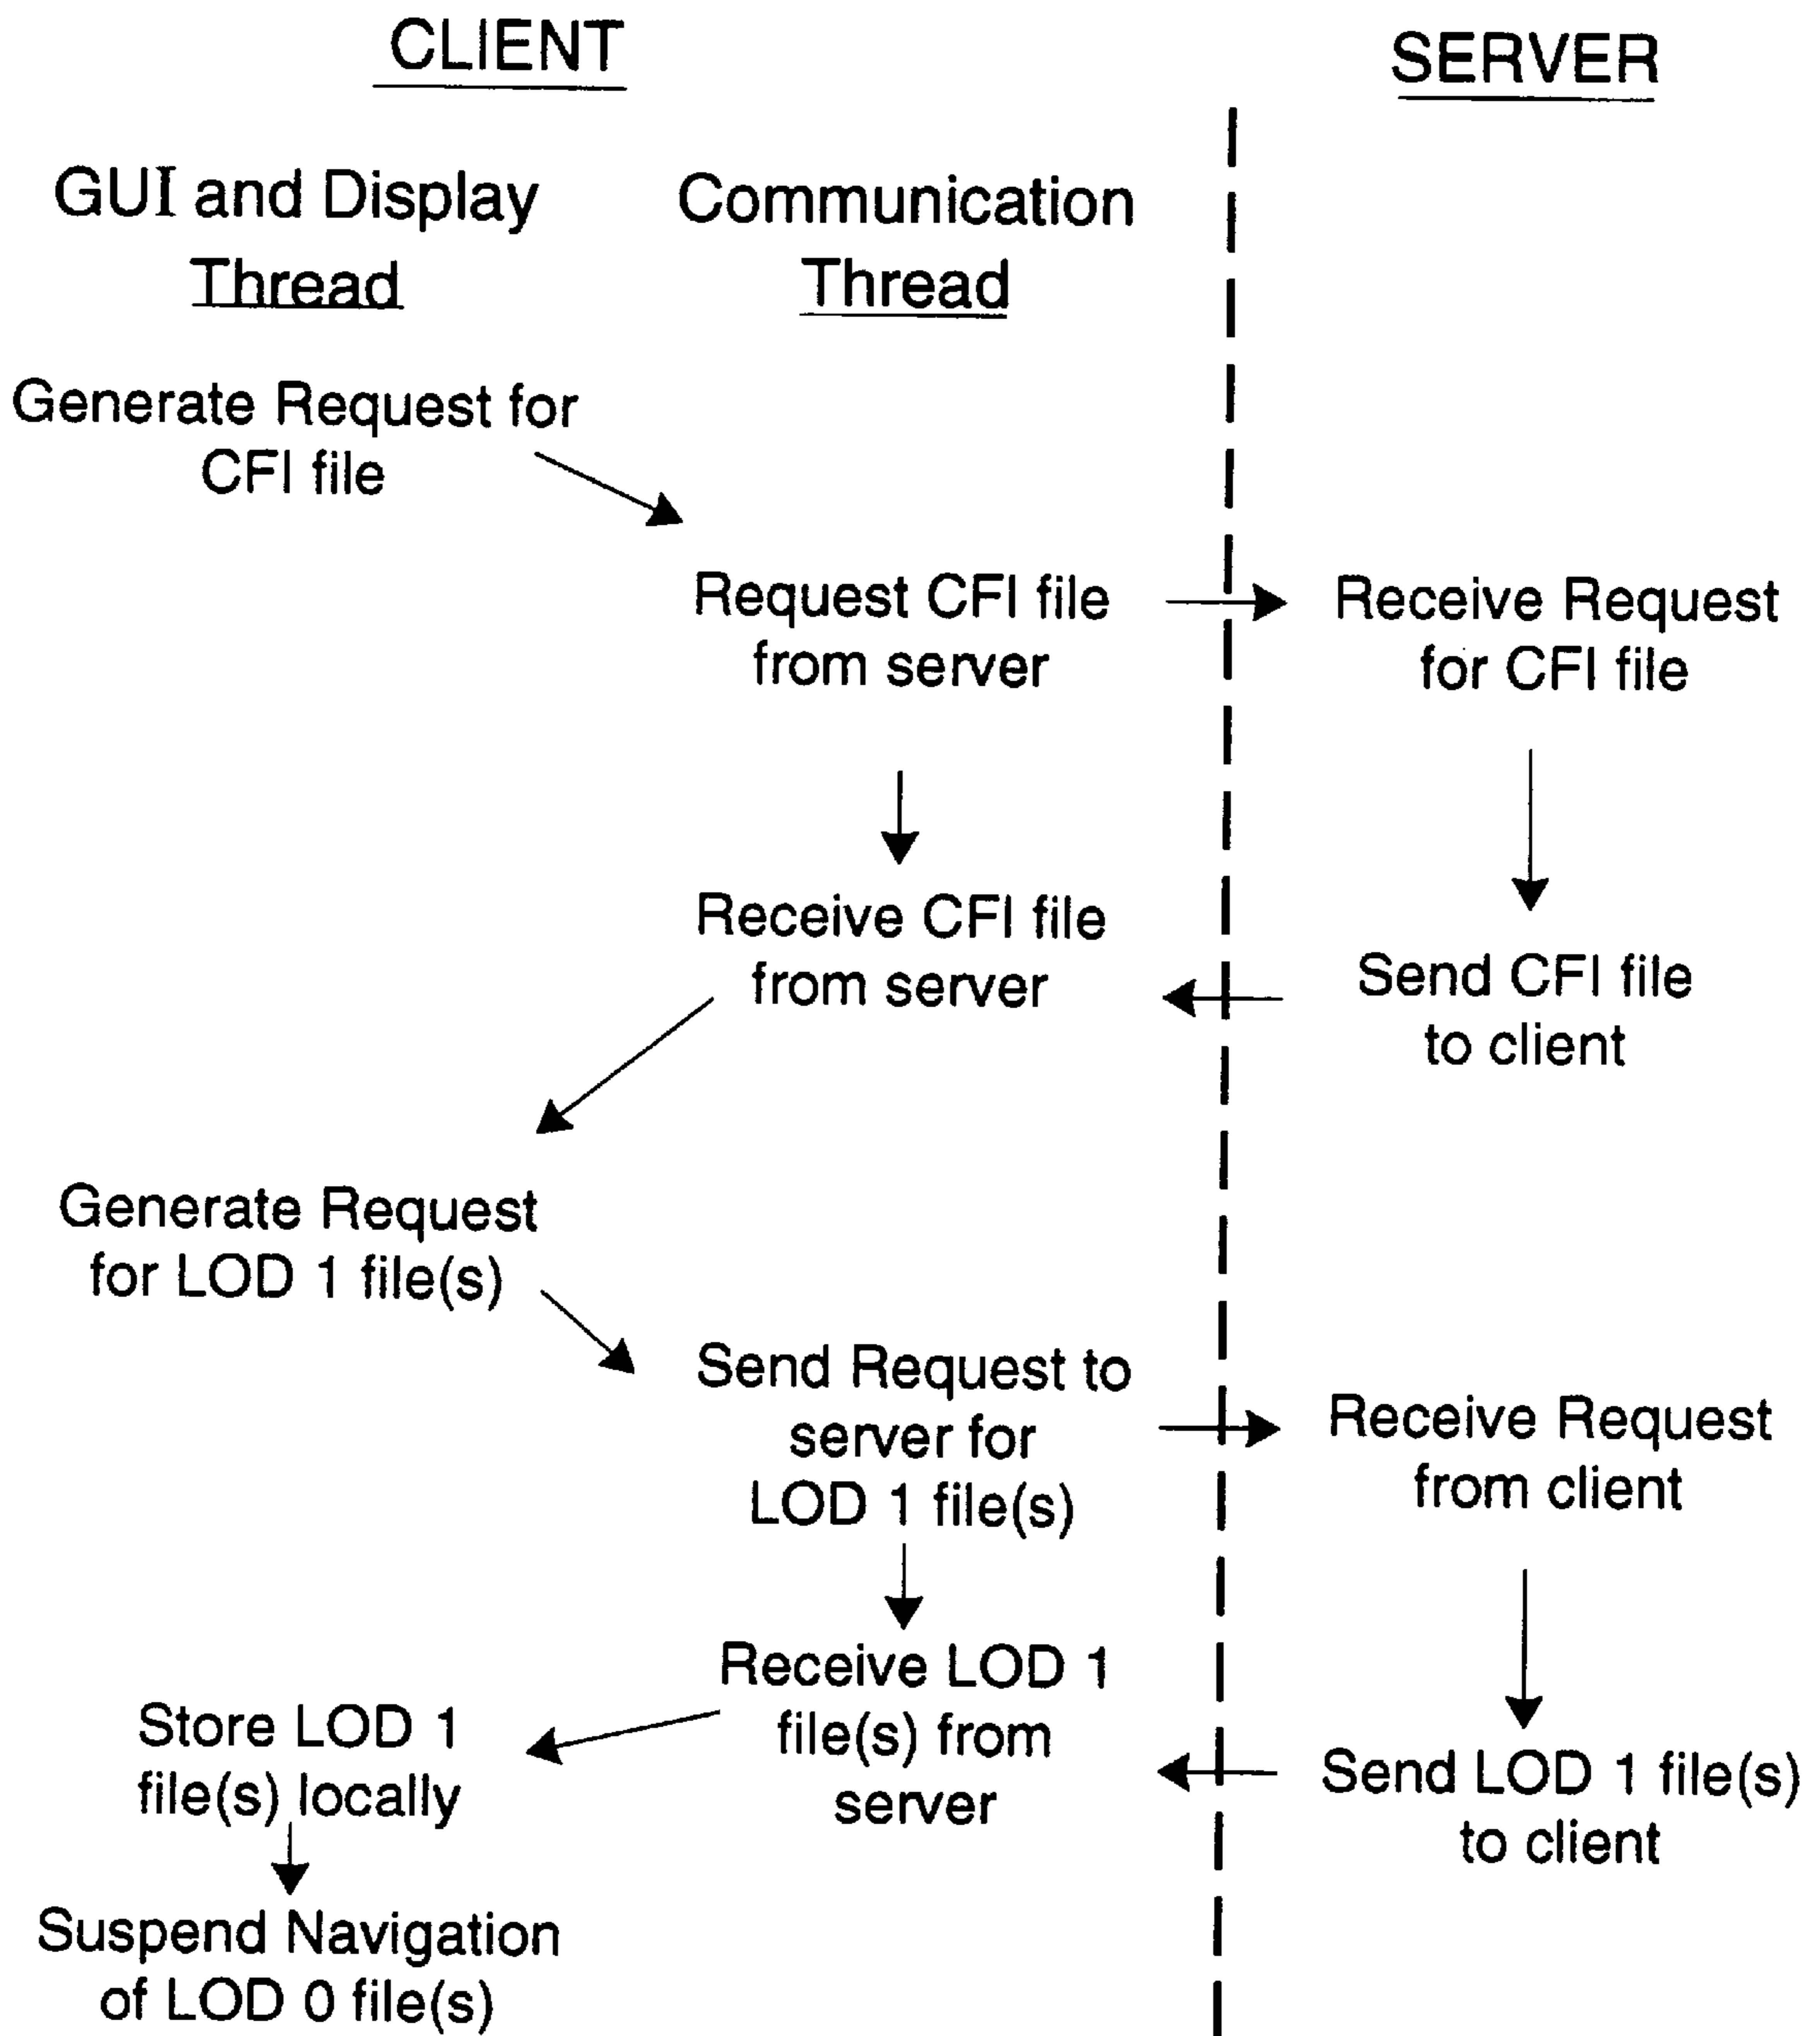 CLIENT
SERVER
GUI and Display
Thread
Communication
Thread
Generate Request for
CFI file
Request CFI file
from server
Receive Request
for CFI file
Receive CFI file
from server
Send CFI file
to client
Generate Request
for LOD 1 file(s)
Send Request to
server for
LOD 1 file(s)
Receive Request
from client
Receive LOD 1
file(s) from
server
Store LOD 1
file(s) locally
Send LOD 1 file(s)
to client
Suspend Navigation
of LOD 0 file(s)